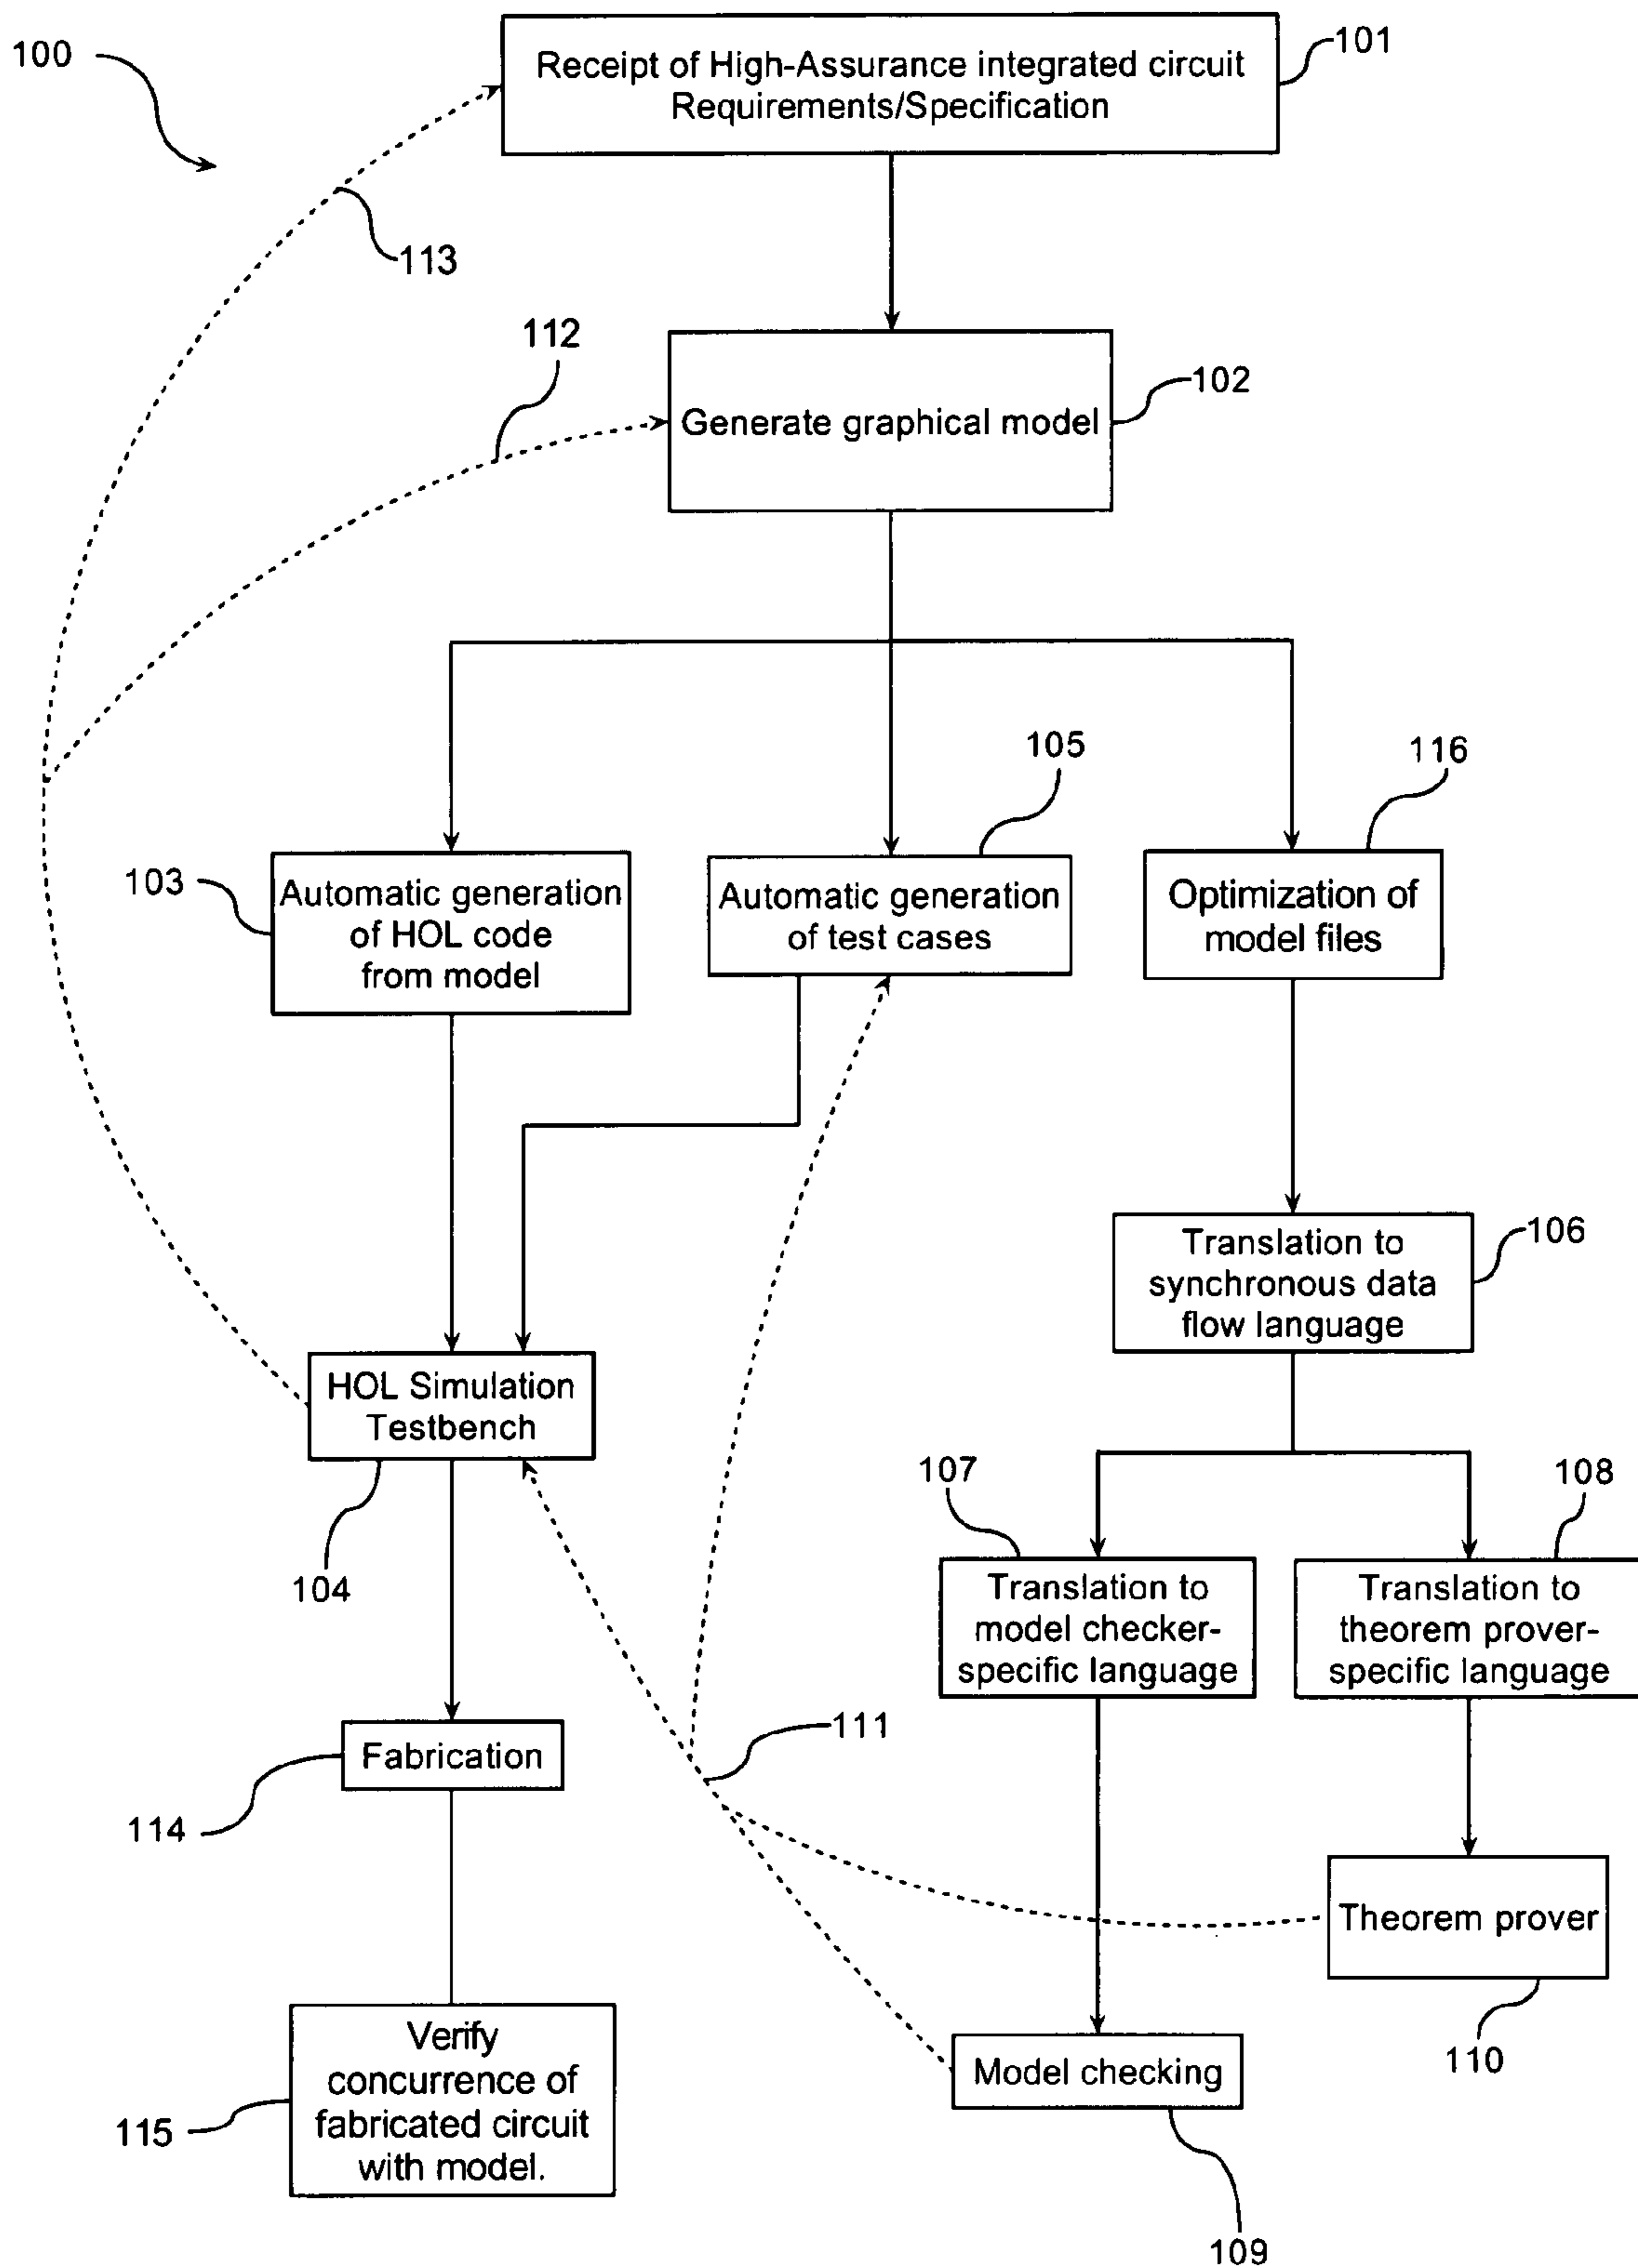 100
Receipt of High-Assurance integrated circuit
Requirements/Specification
101
113
112
Generate graphical model
102
105
116
103
Automatic generation
of HOL code
from model
Automatic generation
of test cases
Optimization of
model files
Translation to
synchronous data
flow language
106
HOL Simulation
Testbench
104
107
108
Translation to
model checker-
specific language
Translation to
theorem prover-
specific language
111
Fabrication
114
Theorem prover
110
Verify
concurrence of
fabricated circuit
with model.
115
Model checking
109